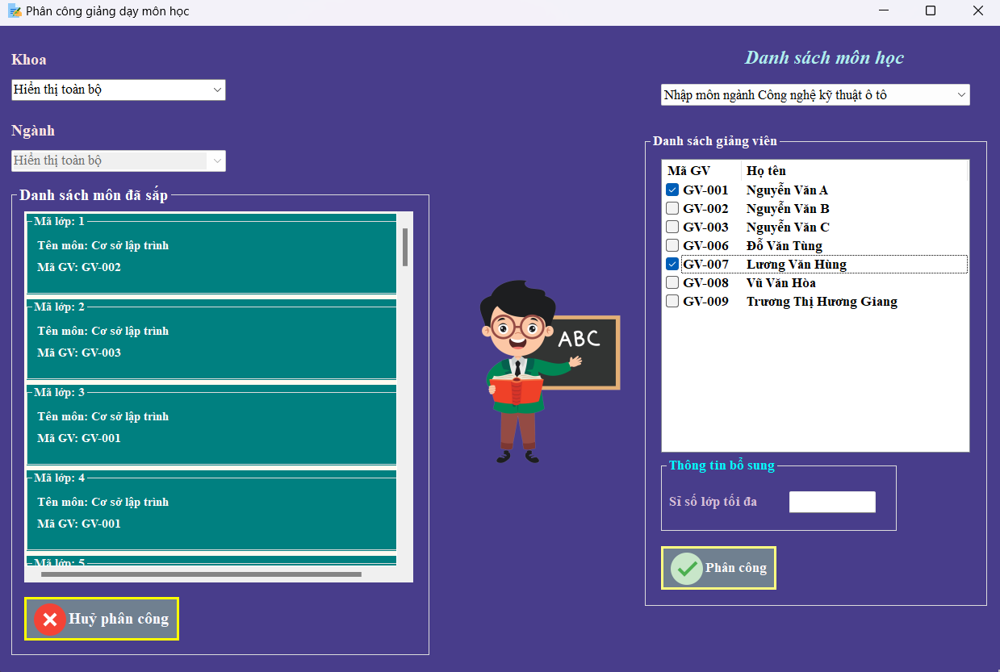 Phân công giảng dạy môn học
Khoa
Hiển thị toàn bộ
Ngành
Hiển thị toàn bộ
Danh sách môn đã sắp
Mã lớp: 1
Tên môn: Cơ sở lập trình
Mã GV: GV-002
Mã lớp: 2
Tên môn: Cơ sở lập trình
Mã GV: GV-003
Mã lớp: 3
Tên môn: Cơ sở lập trình
Mã GV: GV-001
Mã lớp: 4
Tên môn: Cơ sở lập trình
Mã GV: GV-001
Mã lớp: 5
Huỷ phân công
ABC
Danh sách môn học
Nhập môn ngành Công nghệ kỹ thuật ô tô
Danh sách giảng viên
Mã GV Họ tên
GV-001 Nguyễn Văn A
GV-002 Nguyễn Văn B
GV-003 Nguyễn Văn C
GV-006 Đỗ Văn Tùng
GV-007 Lương Văn Hùng
GV-008 Vũ Văn Hòa
GV-009 Trương Thị Hương Giang
Thông tin bổ sung
Sĩ số lớp tối đa
Phân công